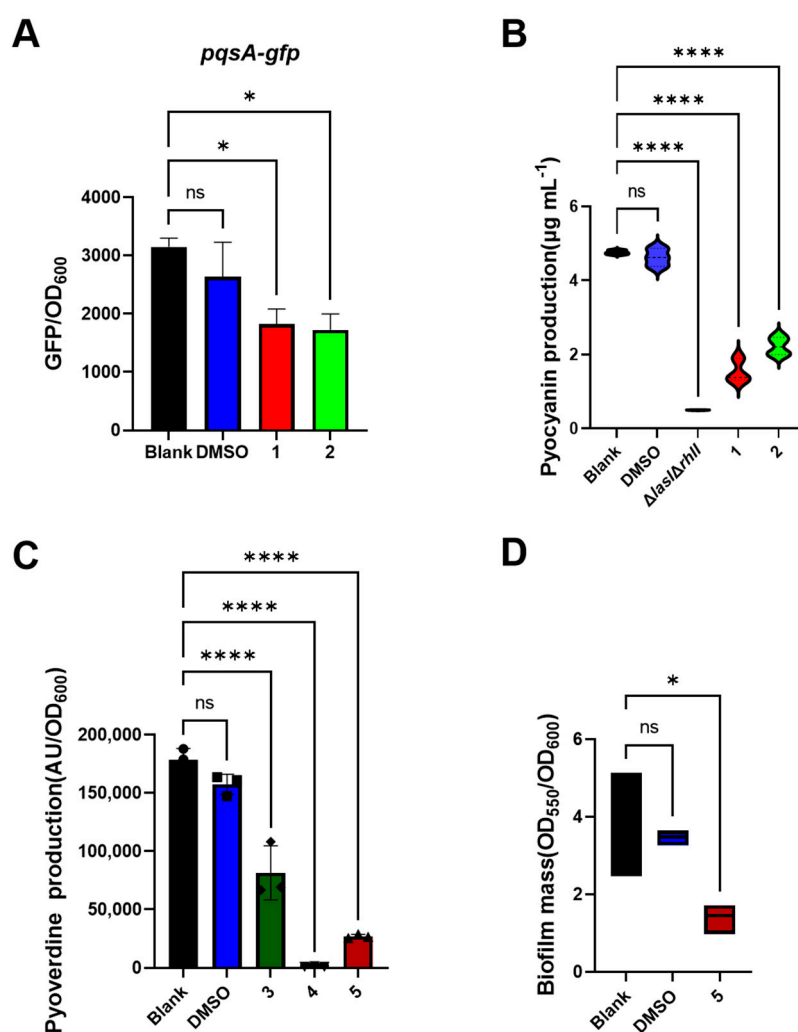 A
pqsA-gfp
*
*
ns
GFP/OD600
4000
3000
2000
1000
0
Blank
DMSO
1
2
B
****
****
****
ns
Pyocyanin production(µg mL-1)
6
4
2
0
Blank
DMSO
ΔlasIΔrhlI
1
2
C
****
****
****
ns
Pyoverdine production(AU/OD600)
200,000
150,000
100,000
50,000
0
Blank
DMSO
3
4
5
D
*
ns
Biofilm mass(OD550/OD600)
6
4
2
0
Blank
DMSO
5